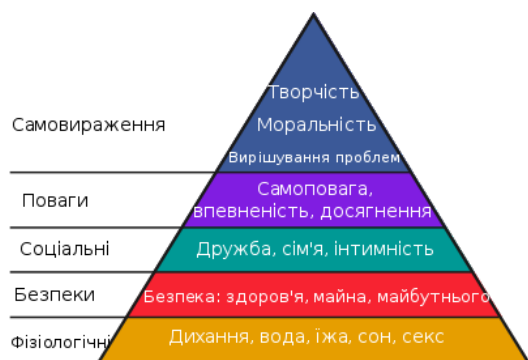 Творчість
Самовираження
Моральність
Вирішування проблем
Поваги
Самоповага,
впевненість, досягнення
Соціальні
Дружба, сім'я, інтимність
Безпеки
Безпека: здоров'я, майна, майбутнього
Фізіологічні
Дихання, вода, їжа, сон, секс